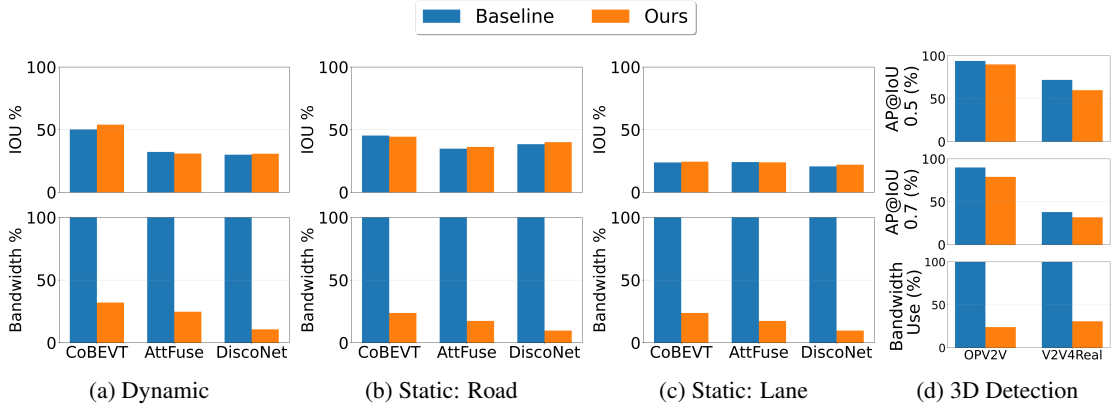 Baseline Ours
100
50
0
IOU %
100
50
0
Bandwidth %
CoBEVT AttFuse DiscoNet
(a) Dynamic
100
50
0
IOU %
100
50
0
Bandwidth %
CoBEVT AttFuse DiscoNet
(b) Static: Road
100
50
0
IOU %
100
50
0
Bandwidth %
CoBEVT AttFuse DiscoNet
(c) Static: Lane
100
50
0
AP@IoU
0.5 (%)
100
50
0
AP@IoU
0.7 (%)
100
50
0
Bandwidth
Use (%)
OPV2V V2V4Real
(d) 3D Detection